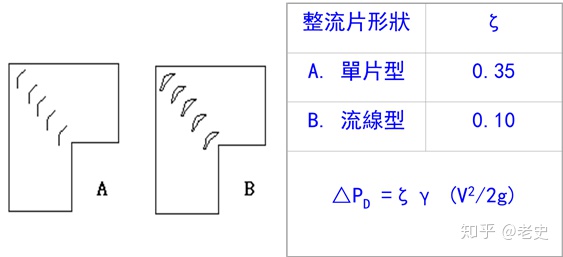 A
B
整流片形狀 ζ
A. 單片型 0.35
B. 流線型 0.10
△P_D = ζ γ (V²/2g)
知乎 @老史